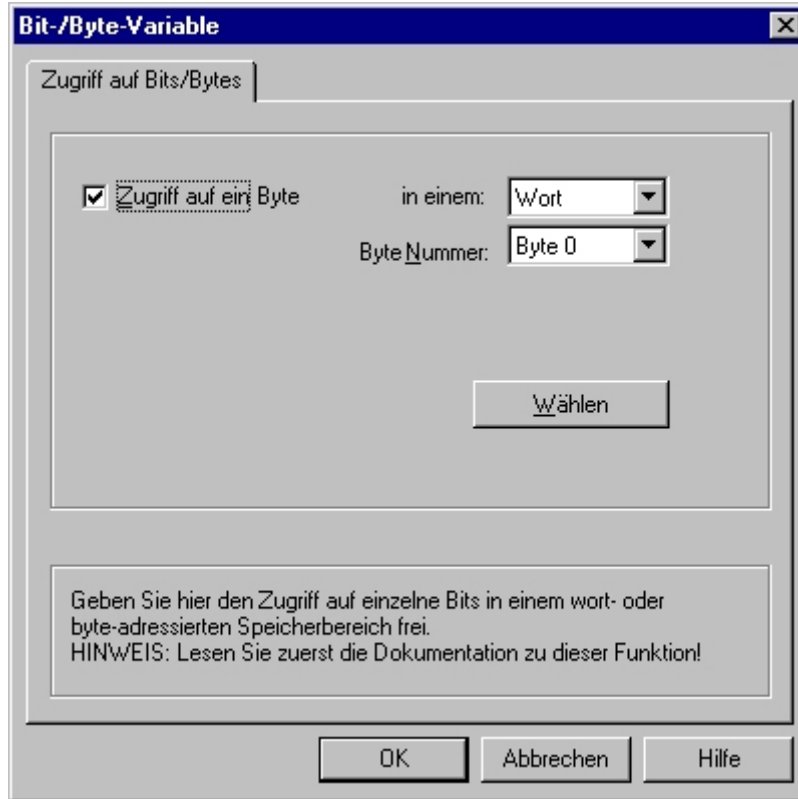 Bit-/Byte-Variable
Zugriff auf Bits/Bytes
Zugriff auf ein Byte in einem: Wort
Byte Nummer: Byte 0
Wählen
Geben Sie hier den Zugriff auf einzelne Bits in einem wort- oder
byte-adressierten Speicherbereich frei.
HINWEIS: Lesen Sie zuerst die Dokumentation zu dieser Funktion!
OK Abbrechen Hilfe